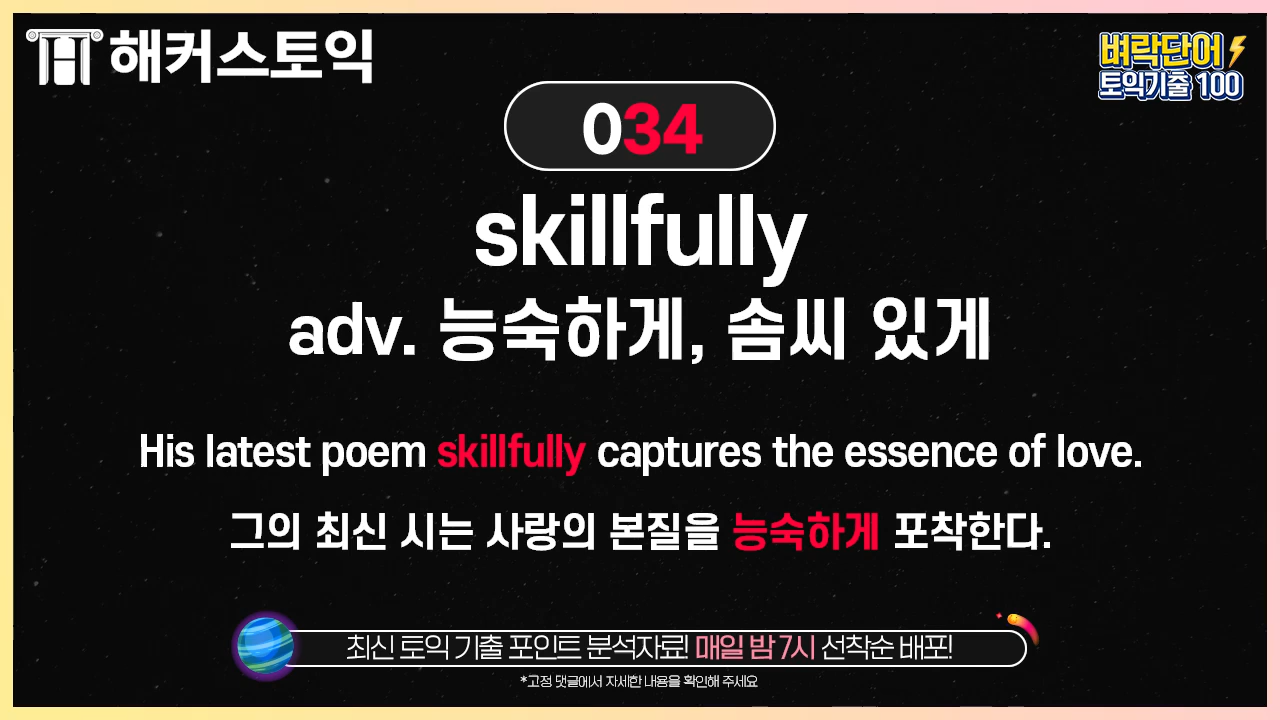 해커스토익
벼락단어
토익기출 100
034
skillfully
adv. 능숙하게, 솜씨 있게
His latest poem skillfully captures the essence of love.
그의 최신 시는 사랑의 본질을 능숙하게 포착한다.
최신 토익 기출 포인트 분석자료! 매일 밤 7시 선착순 배포!
*고정 댓글에서 자세한 내용을 확인해 주세요